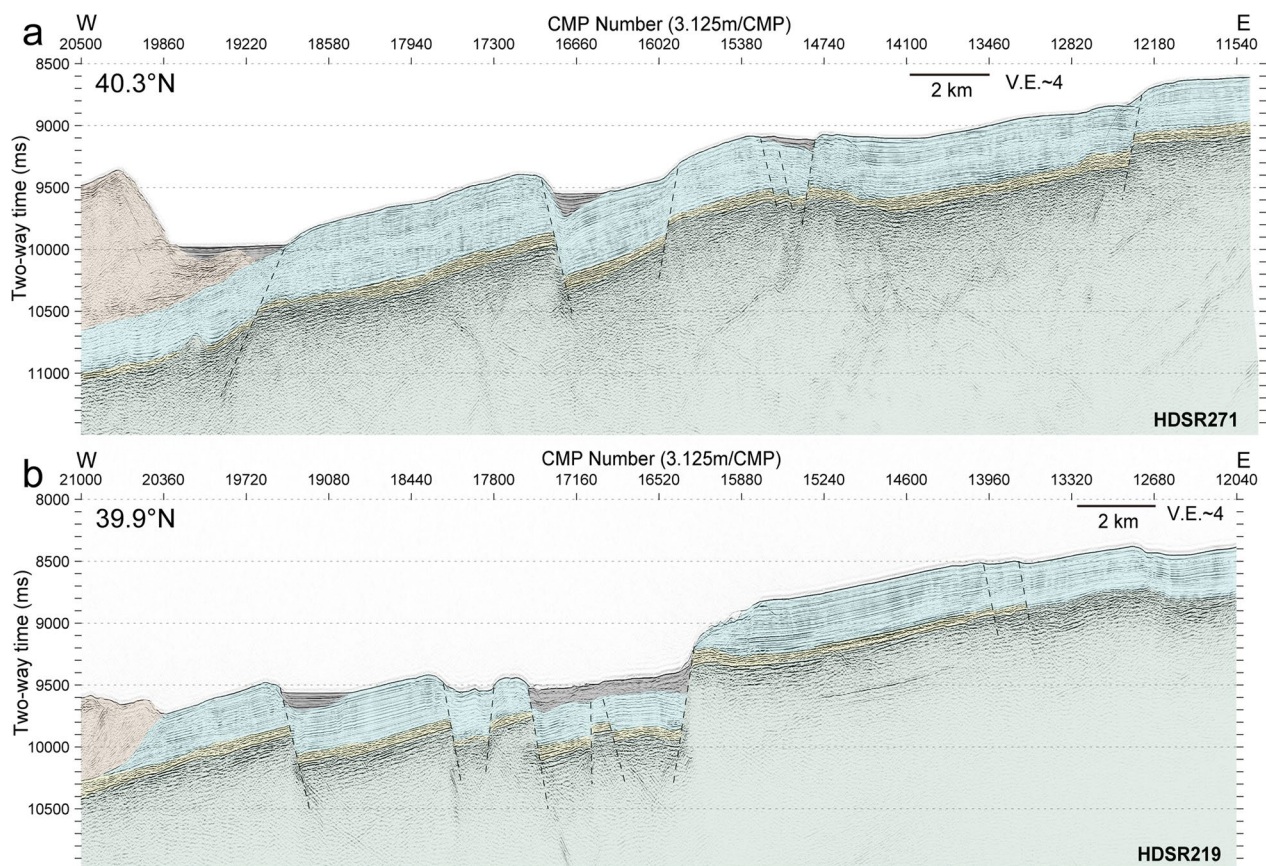 a
W
CMP Number (3.125m/CMP)
E
20500 19860 19220 18580 17940 17300 16660 16020 15380 14740 14100 13460 12820 12180 11540
8500
40.3°N
2 km
V.E.~4
9000
9500
10000
10500
11000
Two-way time (ms)
HDSR271
b
W
CMP Number (3.125m/CMP)
E
21000 20360 19720 19080 18440 17800 17160 16520 15880 15240 14600 13960 13320 12680 12040
8000
39.9°N
2 km
V.E.~4
8500
9000
9500
10000
10500
Two-way time (ms)
HDSR219